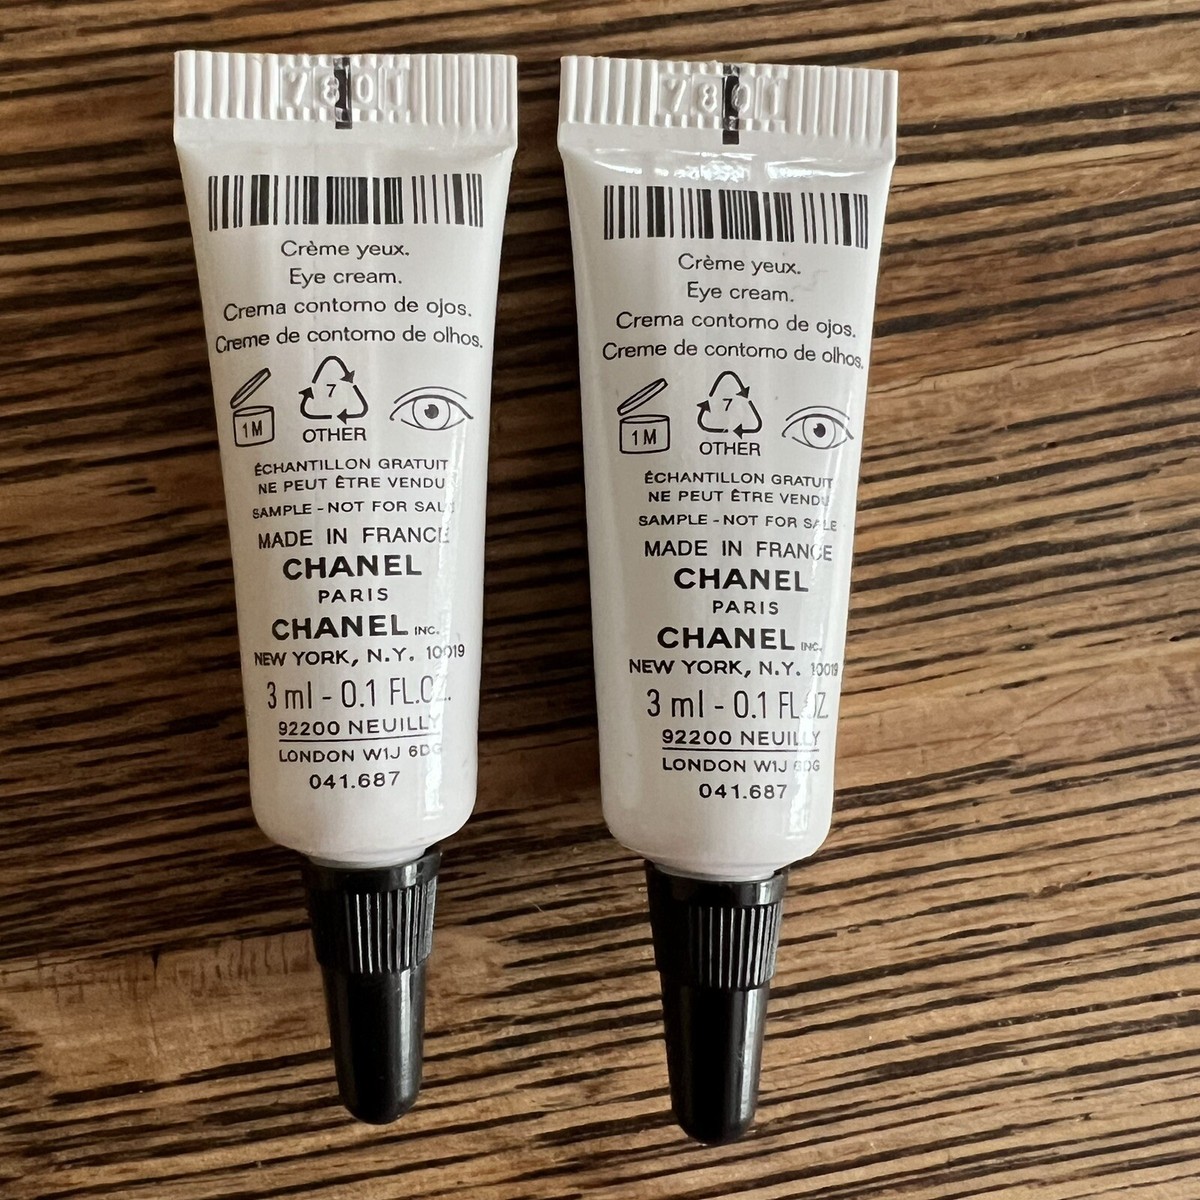 7801
Crème yeux.
Eye cream.
Crema contorno de ojos.
Creme de contorno de olhos.
1M
7
OTHER
ÉCHANTILLON GRATUIT
NE PEUT ÊTRE VENDU
SAMPLE - NOT FOR SALE
MADE IN FRANCE
CHANEL
PARIS
CHANEL INC.
NEW YORK, N.Y. 10019
3 ml - 0.1 FL.OZ.
92200 NEUILLY
LONDON W1J 6DG
041.687
7801
Crème yeux.
Eye cream.
Crema contorno de ojos.
Creme de contorno de olhos.
1M
7
OTHER
ÉCHANTILLON GRATUIT
NE PEUT ÊTRE VENDU
SAMPLE - NOT FOR SALE
MADE IN FRANCE
CHANEL
PARIS
CHANEL INC.
NEW YORK, N.Y. 10019
3 ml - 0.1 FL.OZ.
92200 NEUILLY
LONDON W1J 6DG
041.687